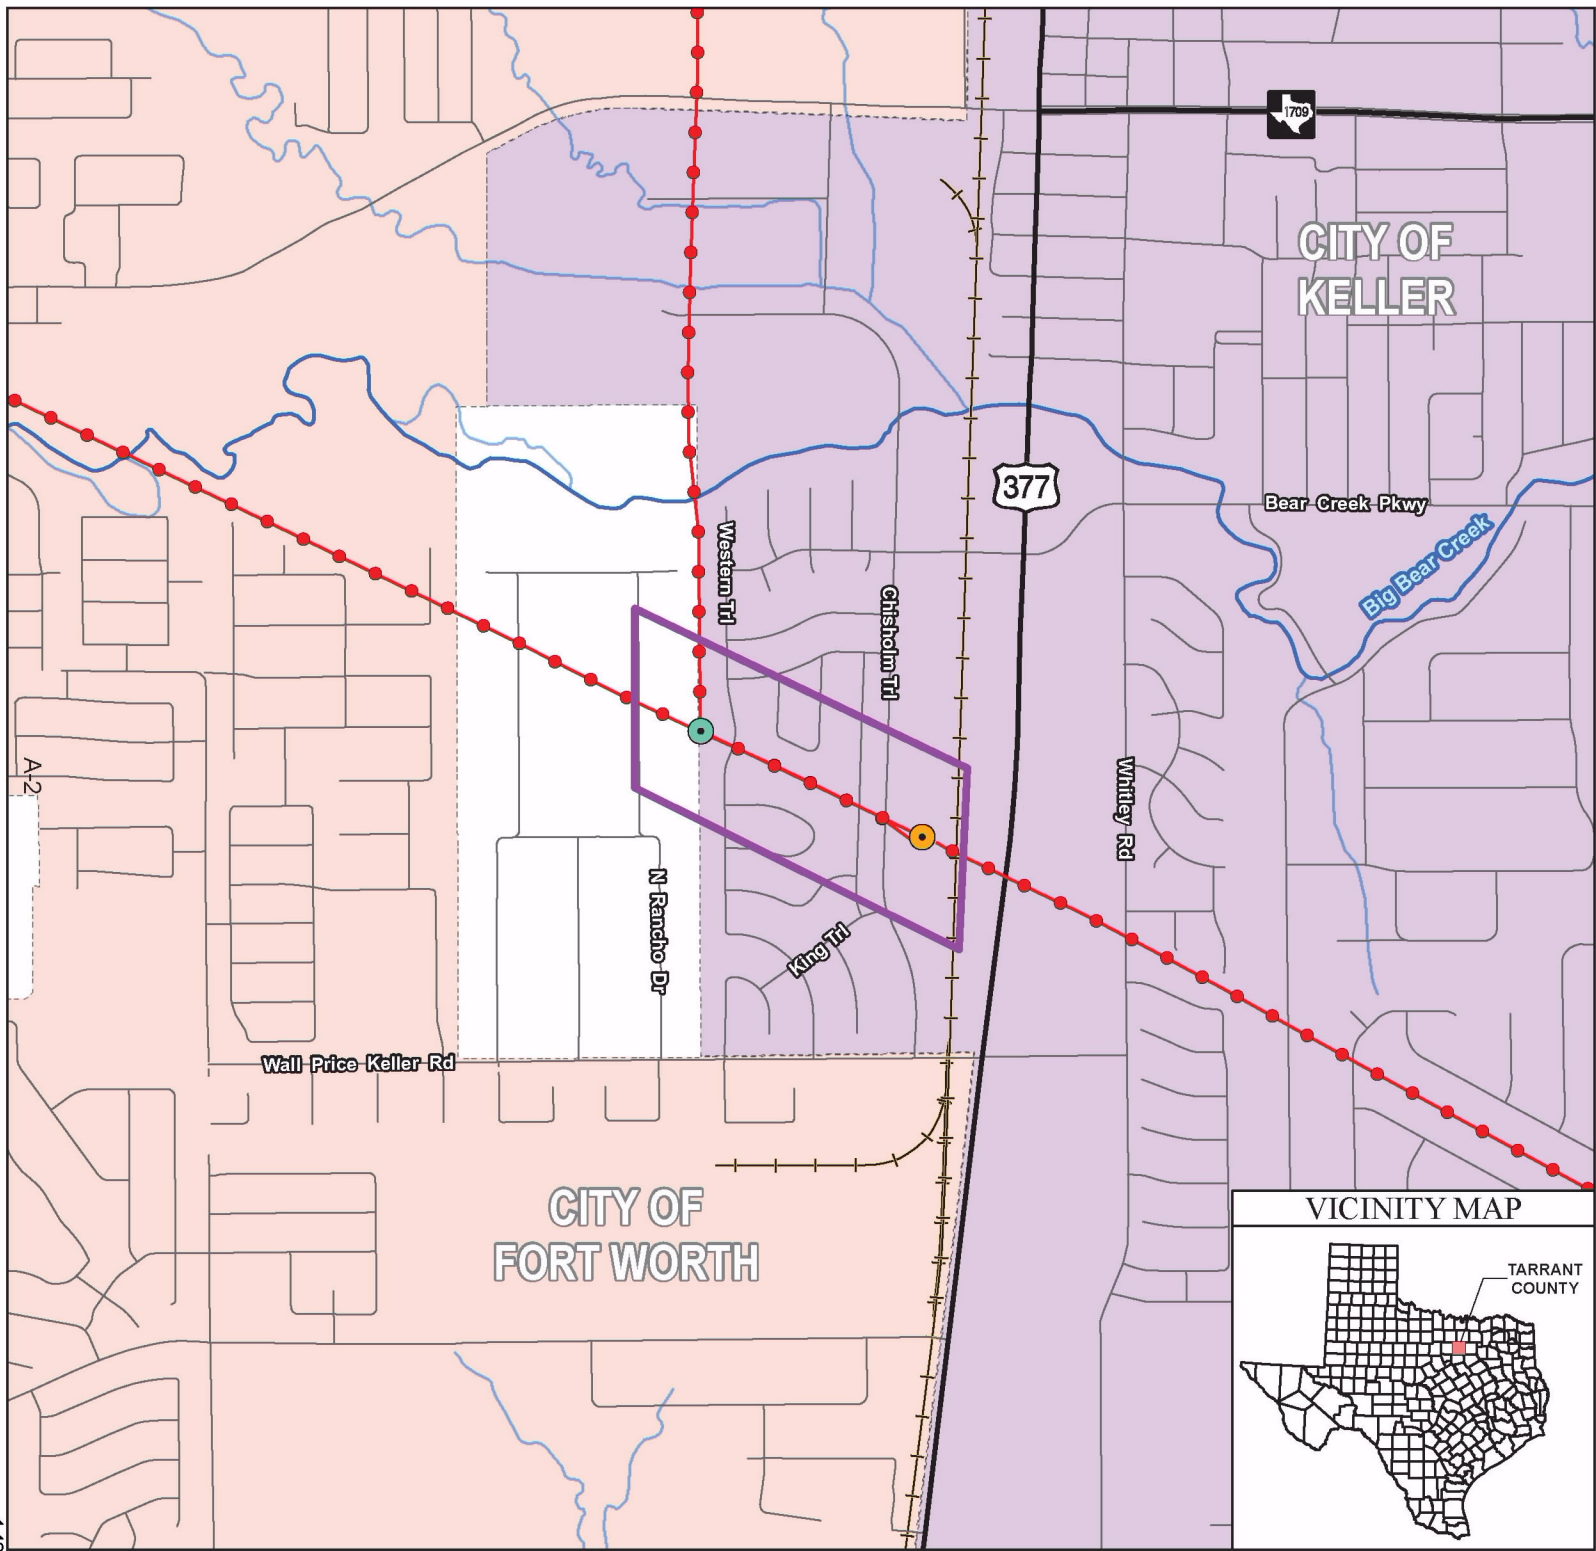 1709
CITY OF
KELLER
377
Bear Creek Pkwy
Big Bear Creek
Western Trl
Chisholm Trl
A-2
Whitley Rd
N Rancho Dr
King Trl
Wall Price Keller Rd
CITY OF
FORT WORTH
VICINITY MAP
TARRANT
COUNTY